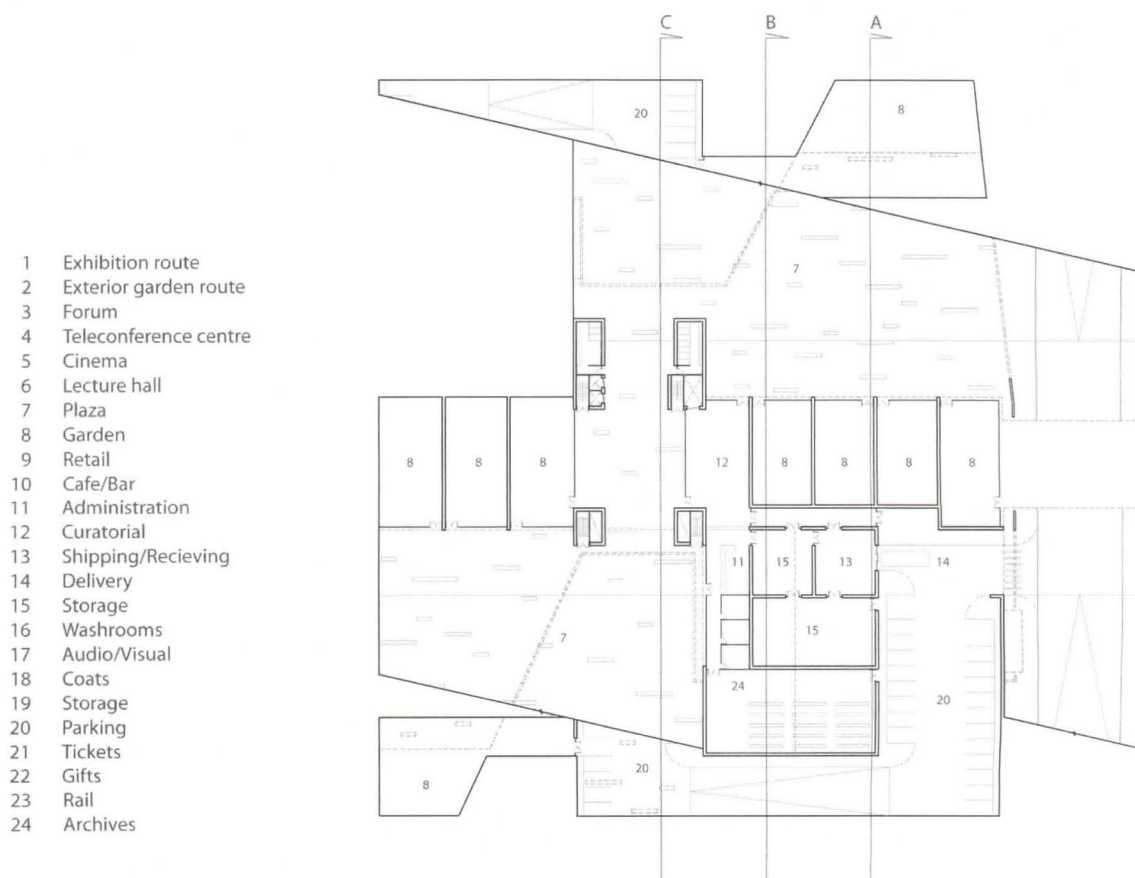 C B A
20 8
7
1 Exhibition route
2 Exterior garden route
3 Forum
4 Teleconference centre
5 Cinema
6 Lecture hall
7 Plaza
8 Garden
9 Retail
10 Cafe/Bar
11 Administration
12 Curatorial
13 Shipping/Recieving
14 Delivery
15 Storage
16 Washrooms
17 Audio/Visual
18 Coats
19 Storage
20 Parking
21 Tickets
22 Gifts
23 Rail
24 Archives
8 8 8 12 8 8 8 8
11 15 13 14
7 15
24 20
20
8